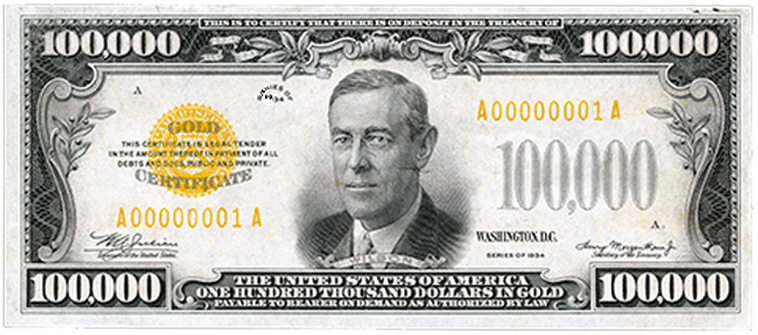 THIS IS TO CERTIFY THAT THERE IS ON DEPOSIT IN THE TREASURY OF
100,000 100,000
A
SERIES OF
1934
A00000001 A
GOLD
THIS CERTIFICATE IS LEGAL TENDER
IN THE AMOUNT THEREOF IN PAYMENT OF ALL
DEBTS AND DUES, PUBLIC AND PRIVATE.
CERTIFICATE
100,000
A00000001 A
A
WASHINGTON, D.C.
WILSON
W A Julian
Treasurer of the United States.
SERIES OF 1934
Henry Morgenthau Jr.
Secretary of the Treasury.
100,000 100,000
THE UNITED STATES OF AMERICA
ONE HUNDRED THOUSAND DOLLARS IN GOLD
PAYABLE TO BEARER ON DEMAND AS AUTHORIZED BY LAW